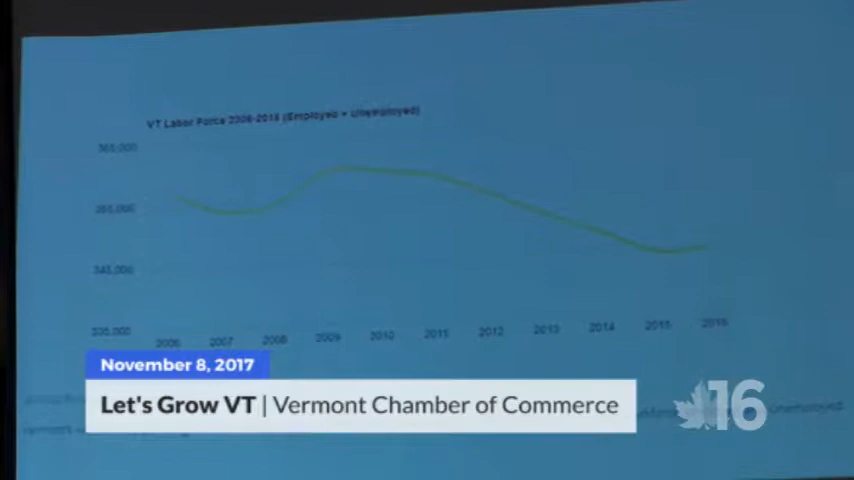 VT Labor Force 2006-2016 (Employed + Unemployed)
365,000
355,000
345,000
335,000
2006 2007 2008 2009 2010 2011 2012 2013 2014 2015 2016
November 8, 2017
Let's Grow VT | Vermont Chamber of Commerce
16
Unemployed